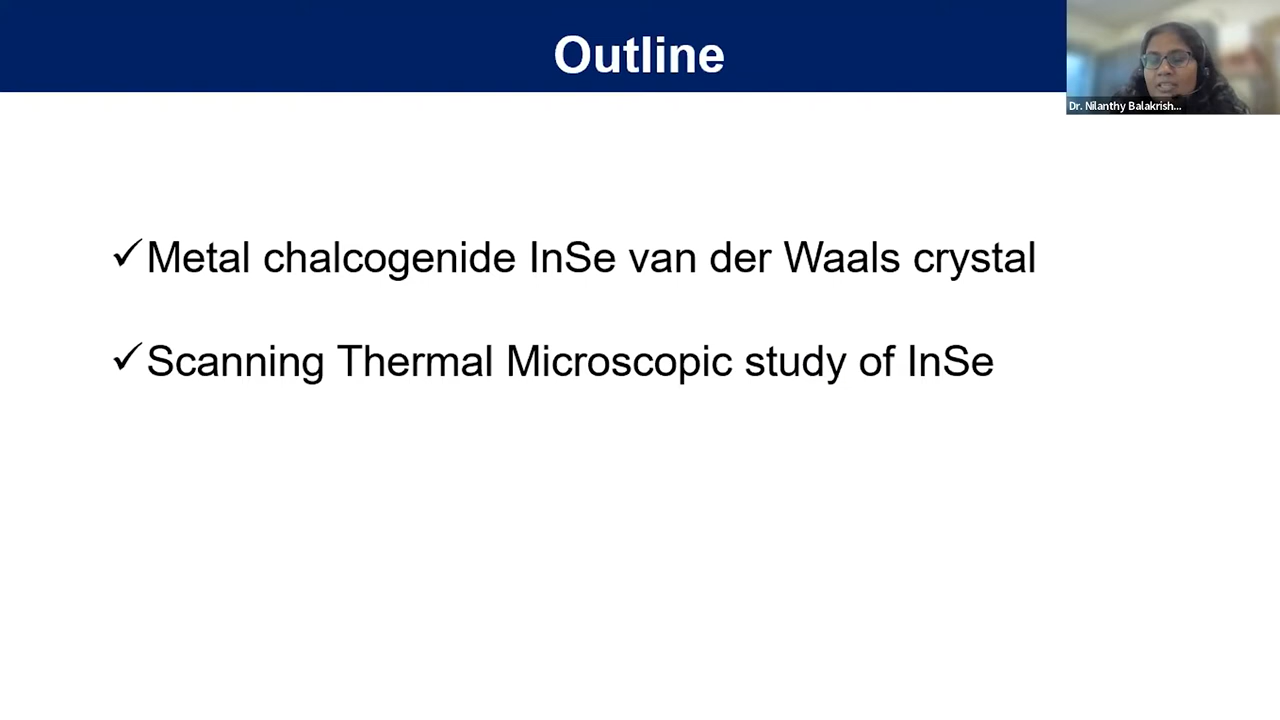 Outline
Dr. Nilanthy Balakrish...
✓Metal chalcogenide InSe van der Waals crystal
✓Scanning Thermal Microscopic study of InSe